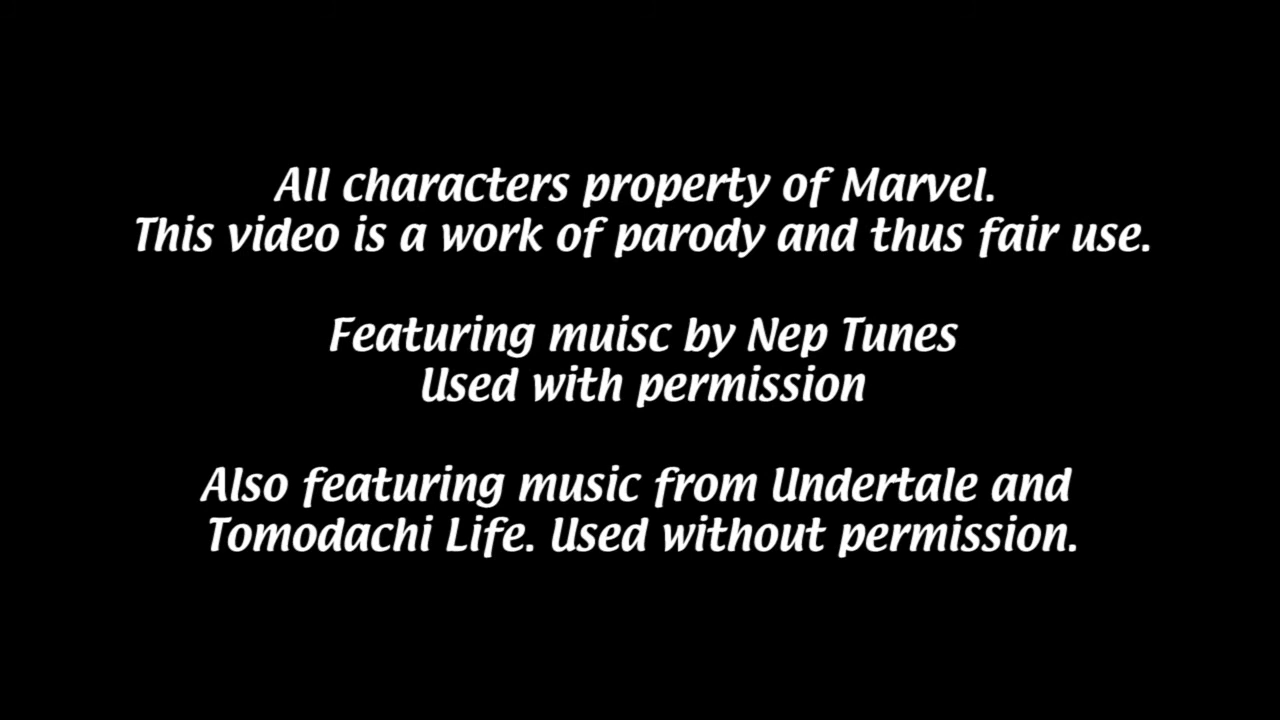 All characters property of Marvel.
This video is a work of parody and thus fair use.
Featuring muisc by Nep Tunes
Used with permission
Also featuring music from Undertale and
Tomodachi Life. Used without permission.